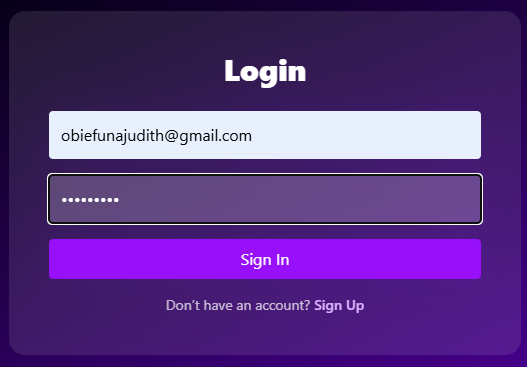 Login
obiefunajudith@gmail.com
•••••••••
Sign In
Don't have an account? Sign Up